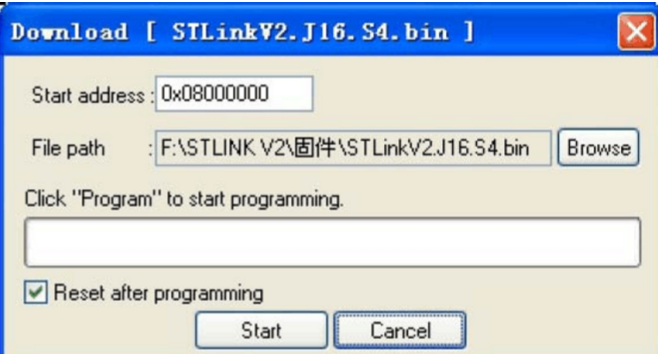 Download [ STLinkV2.J16.S4.bin ]
Start address : 0x08000000
File path : F:\STLINK V2\固件\STLinkV2.J16.S4.bin Browse
Click "Program" to start programming.
Reset after programming
Start Cancel